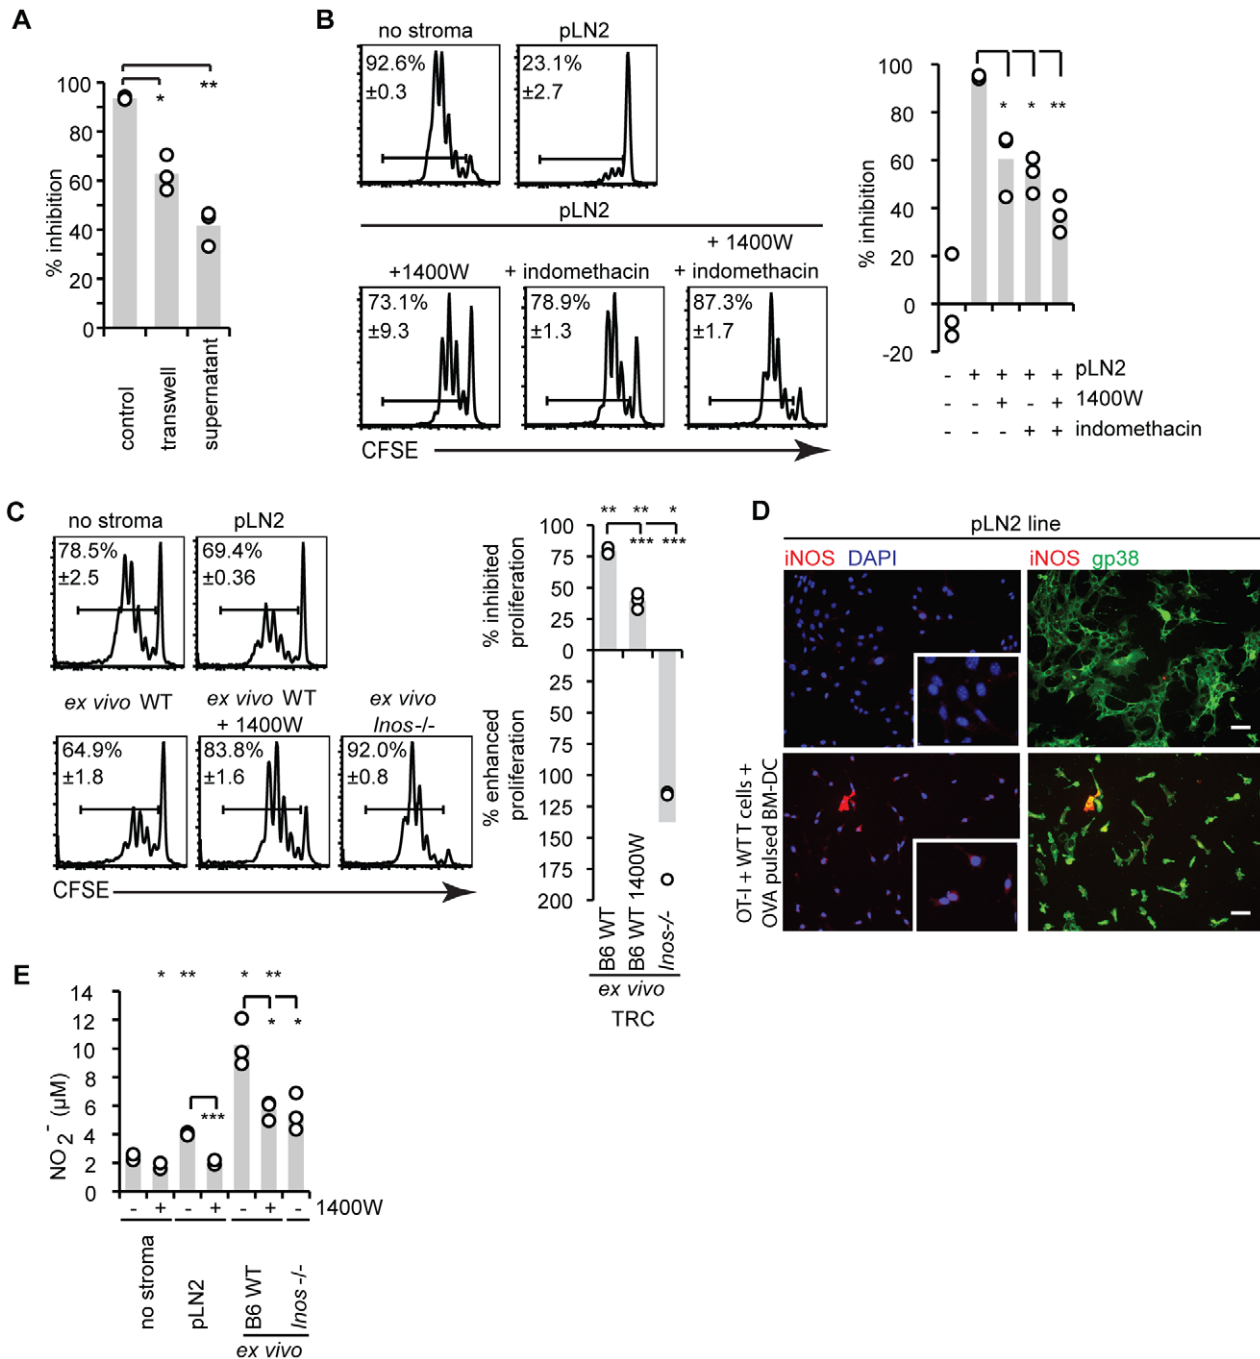 A
% inhibition
100
80
60
40
20
0
*
**
control
transwell
supernatant
B
no stroma
pLN2
92.6%
±0.3
23.1%
±2.7
pLN2
+1400W
+ indomethacin
+ 1400W
+ indomethacin
73.1%
±9.3
78.9%
±1.3
87.3%
±1.7
CFSE
% inhibition
100
80
60
40
20
0
-20
* * **
- + + + + pLN2
- - + - + 1400W
- - - + + indomethacin
C
no stroma
pLN2
78.5%
±2.5
69.4%
±0.36
ex vivo WT
ex vivo WT
+ 1400W
ex vivo
Inos-/-
64.9%
±1.8
83.8%
±1.6
92.0%
±0.8
CFSE
** ** *
*** ***
% inhibited
proliferation
% enhanced
proliferation
100
75
50
25
0
25
50
75
100
125
150
175
200
B6 WT
B6 WT 1400W
Inos-/-
ex vivo
TRC
D
pLN2 line
iNOS DAPI
iNOS gp38
OT-I + WT T cells +
OVA pulsed BM-DC
E
* ** * **
* *
***
NO2- (µM)
14
12
10
8
6
4
2
0
- + - + - + - 1400W
no stroma
pLN2
B6 WT
Inos -/-
ex vivo